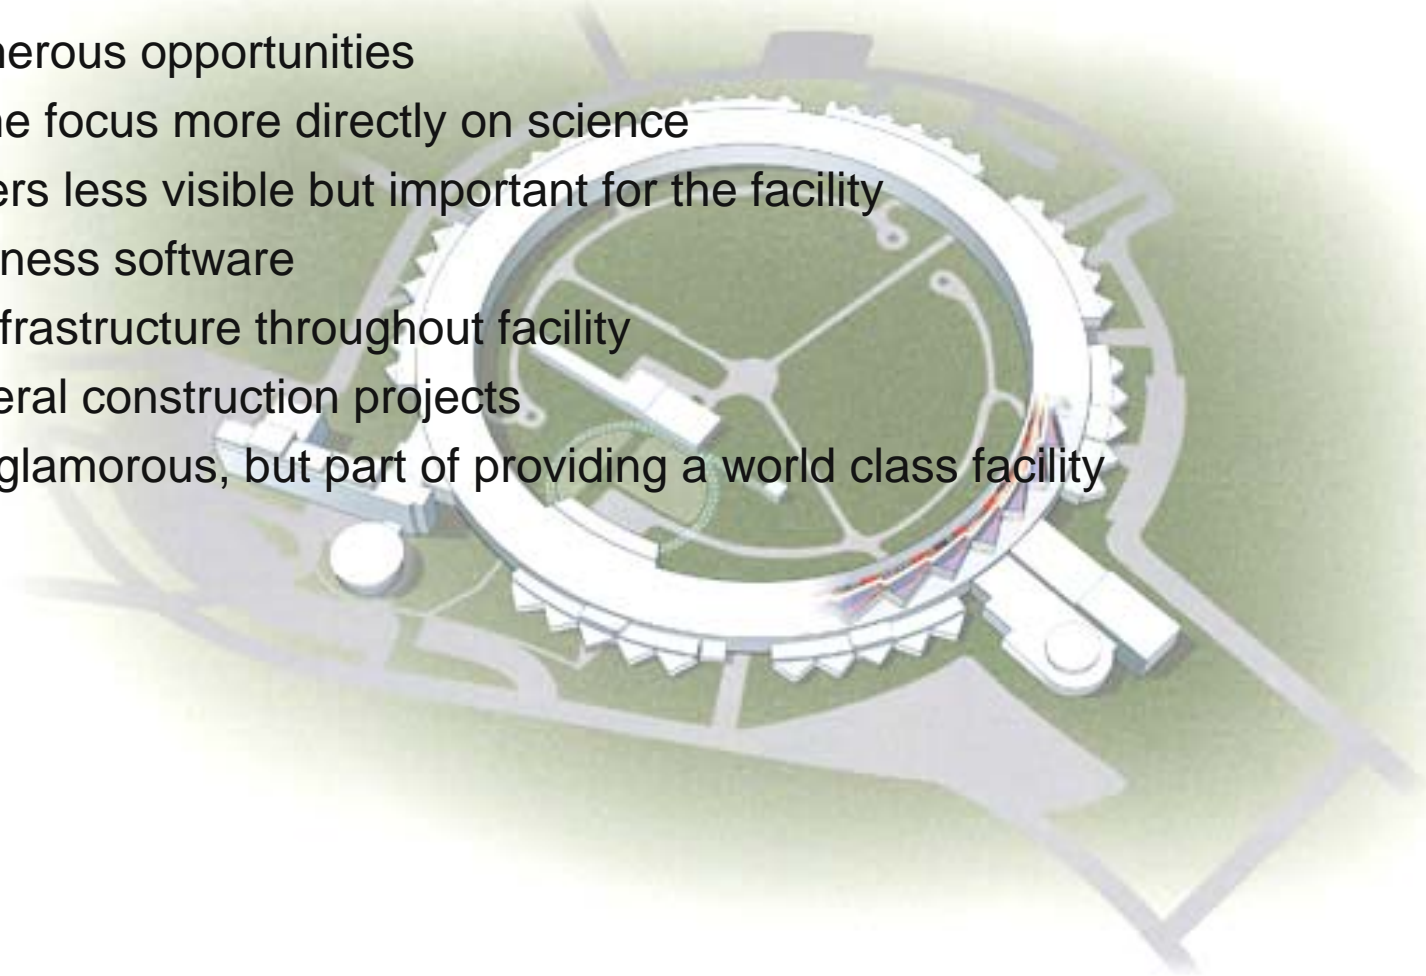 nerous opportunities
ne focus more directly on science
ers less visible but important for the facility
ness software
frastructure throughout facility
eral construction projects
glamorous, but part of providing a world class facility